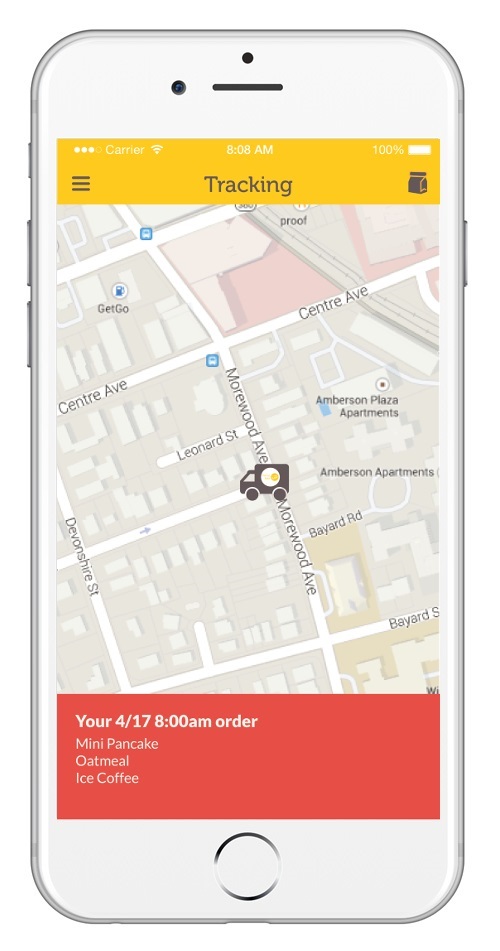 Carrier 8:08 AM 100%
Tracking
proof
GetGo
Centre Ave
Centre Ave
Morewood Ave
Amberson Plaza
Apartments
Leonard St
Amberson Apartments
Morewood Ave
Bayard Rd
Devonshire St
Bayard S
Wi
Your 4/17 8:00am order
Mini Pancake
Oatmeal
Ice Coffee